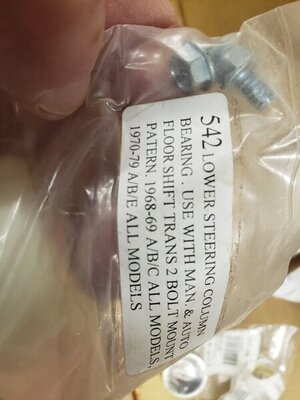 542 LOWER STEERING COLUMN
BEARING . USE WITH MAN. & AUTO
FLOOR SHIFT TRANS 2 BOLT MOUNT
PATERN. 1968-69 A/B/C ALL MODELS,
1970-79 A/B/E ALL MODELS